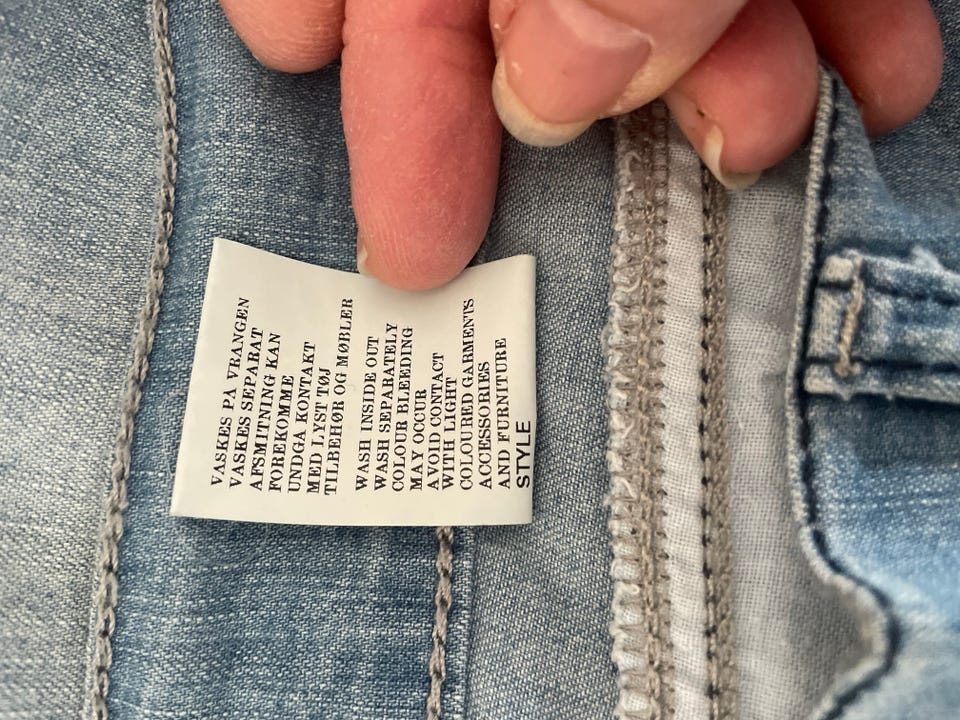 VASKES PÅ VRANGEN
VASKES SEPARAT
AFSMITNING KAN
FOREKOMME
UNDGA KONTAKT
MED LYST TØJ
TILBEHØR OG MØBLER
WASH INSIDE OUT
WASH SEPARATELY
COLOUR BLEEDING
MAY OCCUR
AVOID CONTACT
WITH LIGHT
COLOURED GARMENTS
ACCESSORIES
AND FURNITURE
STYLE